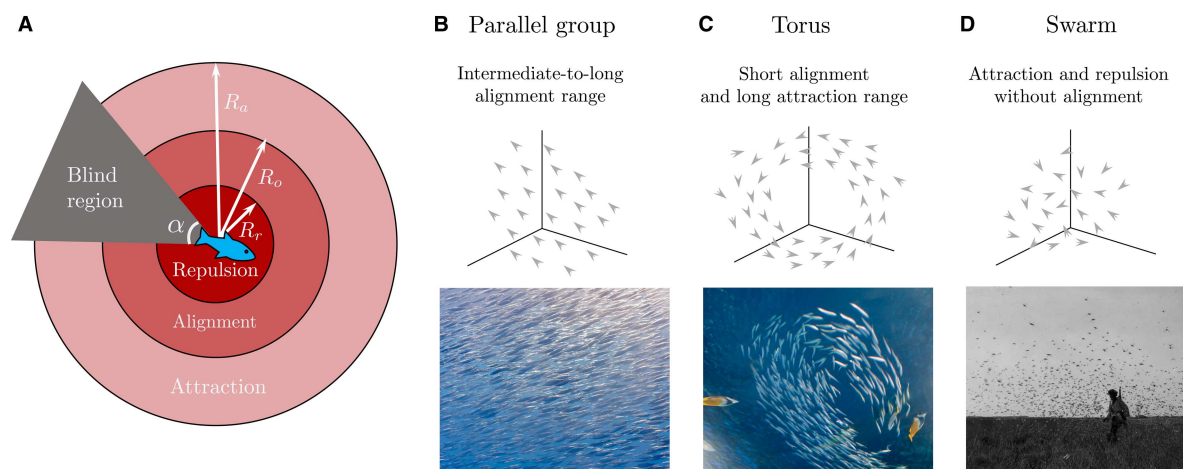 A
R_a
R_o
R_r
Blind
region
α
Repulsion
Alignment
Attraction
B Parallel group
Intermediate-to-long
alignment range
C Torus
Short alignment
and long attraction range
D Swarm
Attraction and repulsion
without alignment